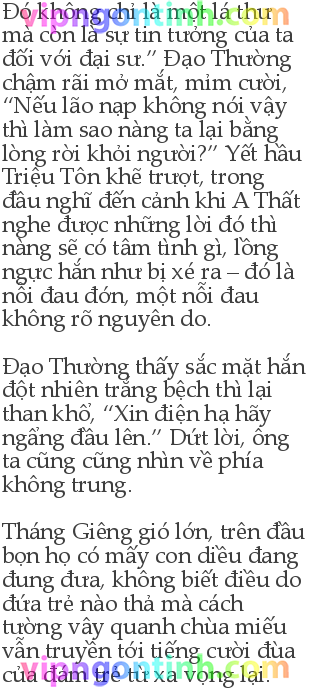 Đó không chỉ là một lá thư
mà còn là sự tin tưởng của ta
đối với đại sư.” Đạo Thường
chậm rãi mở mắt, mỉm cười,
“Nếu lão nạp không nói vậy
thì làm sao nàng ta lại bằng
lòng rời khỏi người?” Yết hầu
Triệu Tôn khẽ trượt, trong
đầu nghĩ đến cảnh khi A Thất
nghe được những lời đó thì
nàng sẽ có tâm tình gì, lồng
ngực hắn như bị xé ra – đó là
nỗi đau đớn, một nỗi đau
không rõ nguyên do.
Đạo Thường thấy sắc mặt hắn
đột nhiên trắng bệch thì lại
than khổ, “Xin điện hạ hãy
ngẩng đầu lên.” Dứt lời, ông
ta cũng cũng nhìn về phía
không trung.
Tháng Giêng gió lớn, trên đầu
bọn họ có mấy con diều đang
đung đưa, không biết điều do
đứa trẻ nào thả mà cách
tường vây quanh chùa miếu
vẫn truyền tới tiếng cười đùa
của đám trẻ từ xa vọng lại.
vipngontinh.com
vipngontinh.com